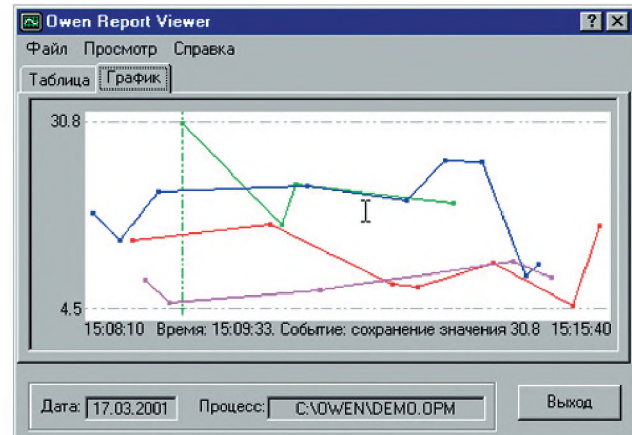 Owen Report Viewer
Файл Просмотр Справка
Таблица График
30.8
4.5
15:08:10 Время: 15:09:33. Событие: сохранение значения 30.8 15:15:40
Дата: 17.03.2001 Процесс: C:\OWEN\DEMO.OPM Выход